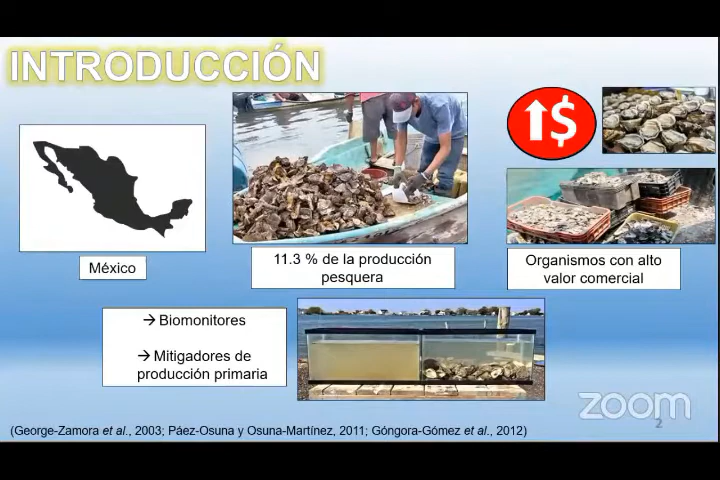 INTRODUCCIÓN
$
México
11.3 % de la producción
pesquera
Organismos con alto
valor comercial
→ Biomonitores
→ Mitigadores de
producción primaria
zoom
2
(George-Zamora et al., 2003; Páez-Osuna y Osuna-Martínez, 2011; Góngora-Gómez et al., 2012)